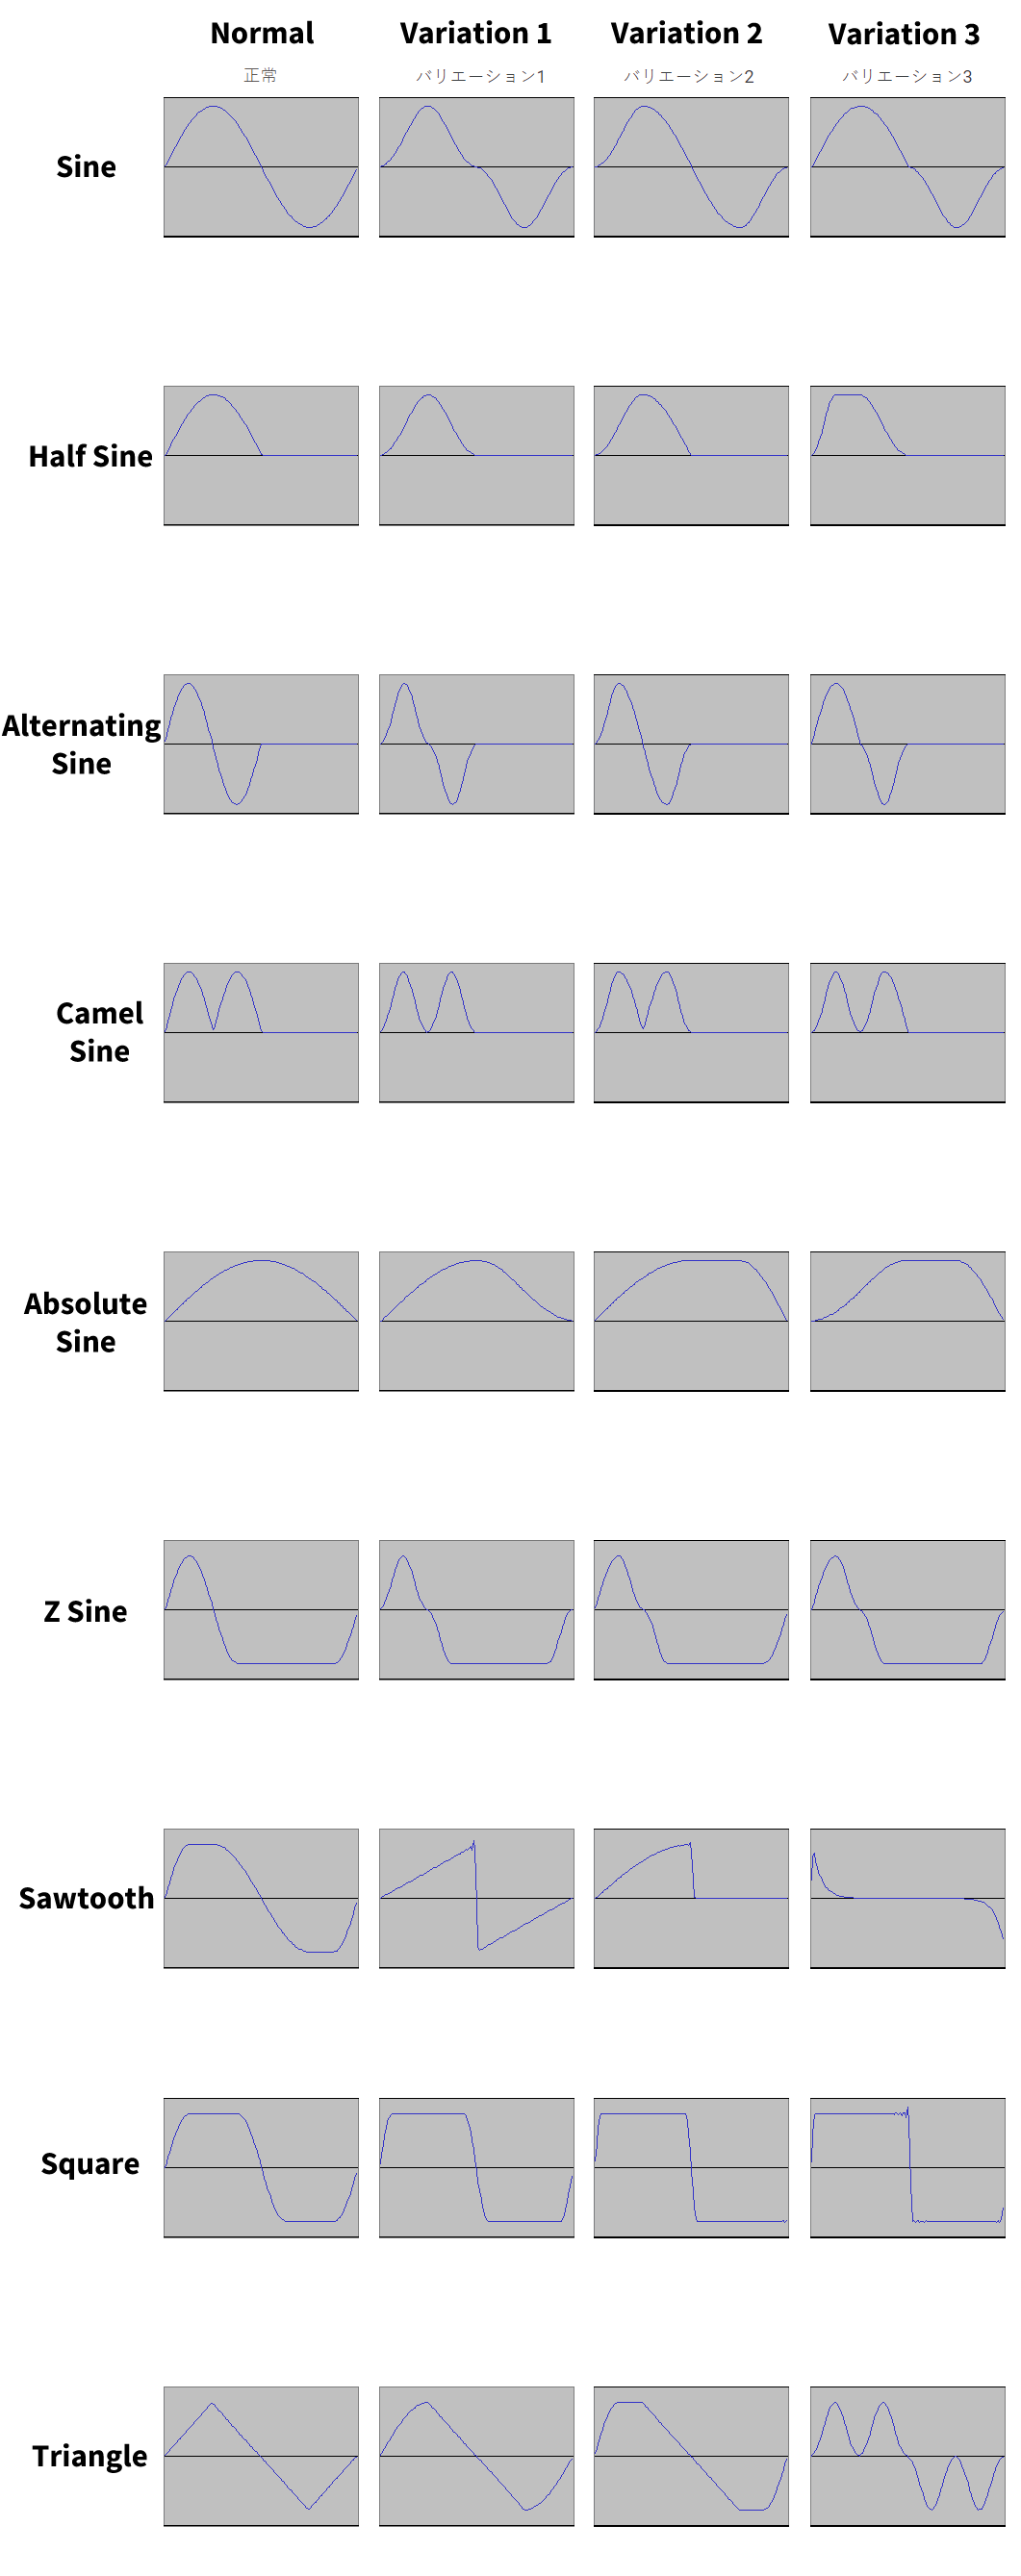 Normal
Variation 1
Variation 2
Variation 3
正常
バリエーション1
バリエーション2
バリエーション3
Sine
Half Sine
Alternating
Sine
Camel
Sine
Absolute
Sine
Z Sine
Sawtooth
Square
Triangle